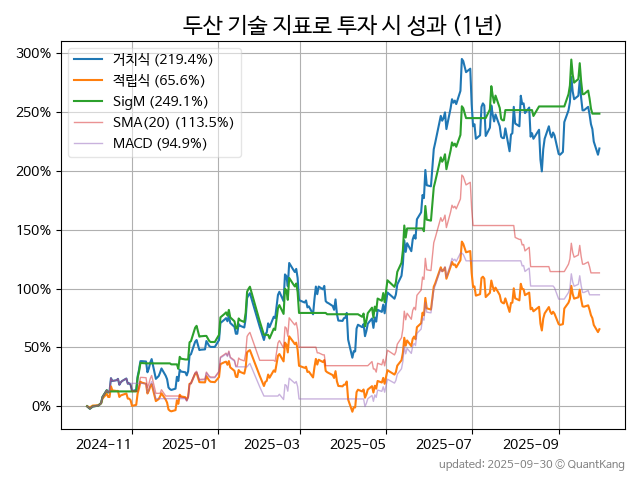 두산 기술 지표로 투자 시 성과 (1년)
300%
250%
200%
150%
100%
50%
0%
거치식 (219.4%)
적립식 (65.6%)
SigM (249.1%)
SMA(20) (113.5%)
MACD (94.9%)
2024-11
2025-01
2025-03
2025-05
2025-07
2025-09
updated: 2025-09-30 © QuantKang